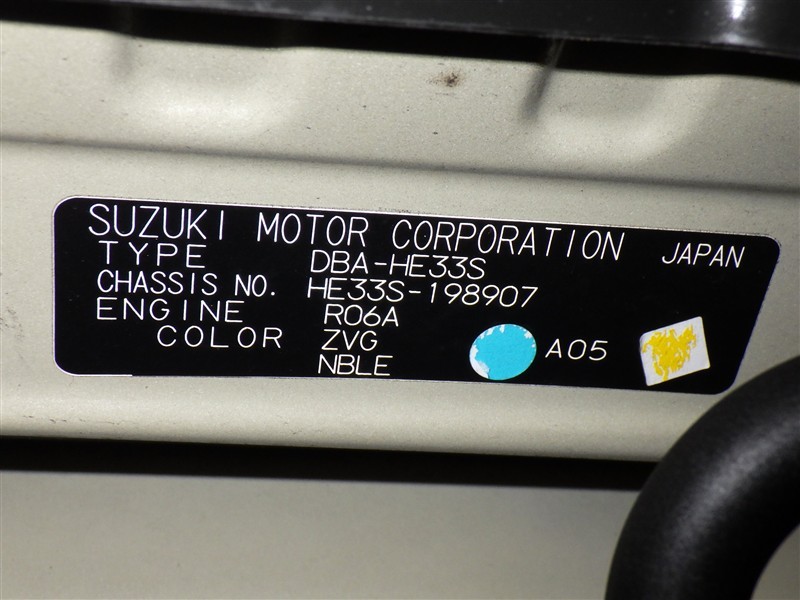 SUZUKI MOTOR CORPORATION JAPAN
TYPE DBA-HE33S
CHASSIS NO. HE33S-198907
ENGINE R06A
COLOR ZVG A05
NBLE